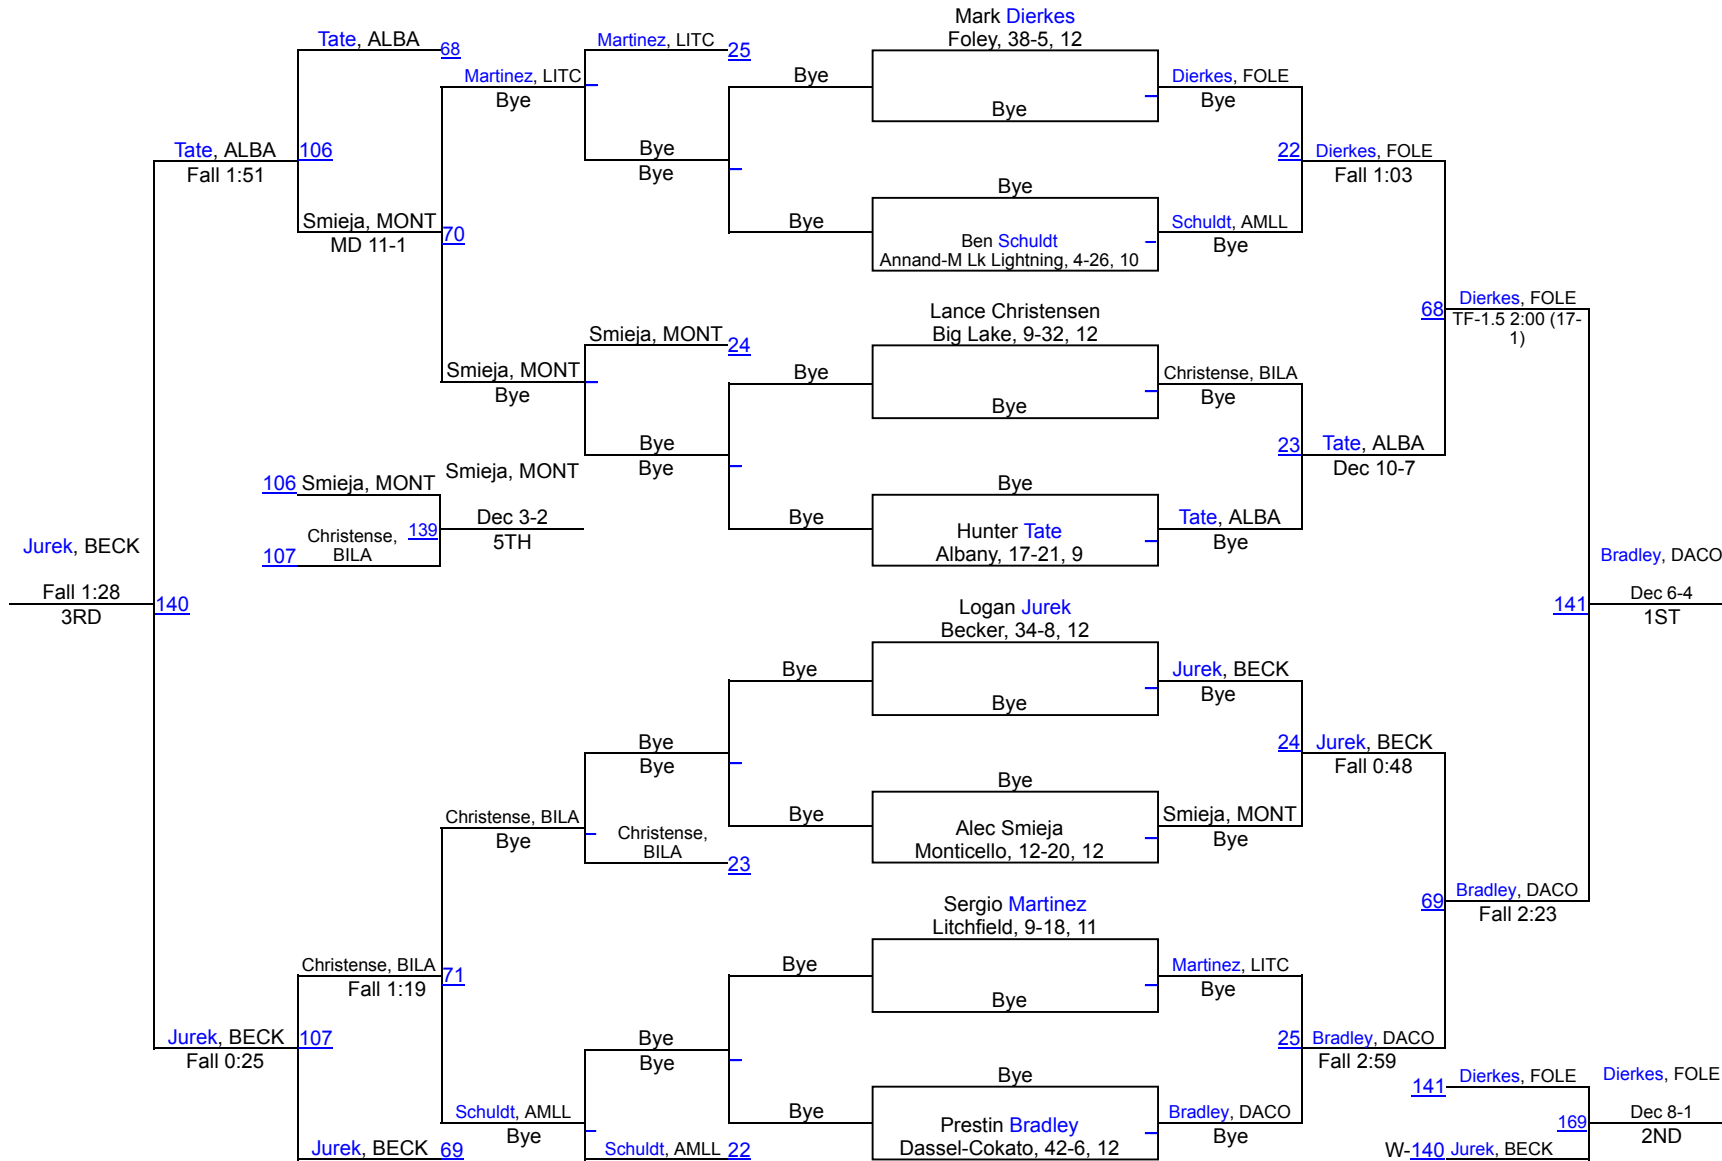 Mark Dierkes
Foley, 38-5, 12
Tate, ALBA
68
Martinez, LITC
25
Martinez, LITC
Bye
Bye
Bye
Dierkes, FOLE
Bye
Tate, ALBA
Fall 1:51
106
Bye
Bye
22
Dierkes, FOLE
Fall 1:03
Smieja, MONT
MD 11-1
70
Bye
Bye
Ben Schuldt
Annand-M Lk Lightning, 4-26, 10
Schuldt, AMLL
Bye
68
Dierkes, FOLE
TF-1.5 2:00 (17-
1)
Lance Christensen
Big Lake, 9-32, 12
Smieja, MONT
24
Smieja, MONT
Bye
Bye
Bye
Christense, BILA
Bye
Bye
Bye
23
Tate, ALBA
Dec 10-7
106
Smieja, MONT
Smieja, MONT
Christense,
BILA
139
107
Dec 3-2
5TH
Bye
Bye
Hunter Tate
Albany, 17-21, 9
Tate, ALBA
Bye
Jurek, BECK
Fall 1:28
3RD
140
Bradley, DACO
141
Dec 6-4
1ST
Logan Jurek
Becker, 34-8, 12
Bye
Bye
Jurek, BECK
Bye
Bye
Bye
24
Jurek, BECK
Fall 0:48
Christense, BILA
Bye
Christense,
BILA
23
Bye
Bye
Alec Smieja
Monticello, 12-20, 12
Smieja, MONT
Bye
69
Bradley, DACO
Fall 2:23
Sergio Martinez
Litchfield, 9-18, 11
Christense, BILA
Fall 1:19
71
Bye
Bye
Martinez, LITC
Bye
Jurek, BECK
Fall 0:25
107
Bye
Bye
25
Bradley, DACO
Fall 2:59
Schuldt, AMLL
Bye
Bye
Bye
Prestin Bradley
Dassel-Cokato, 42-6, 12
Bradley, DACO
Bye
141
Dierkes, FOLE
Dierkes, FOLE
169
Dec 8-1
2ND
Jurek, BECK
69
Schuldt, AMLL
22
W-140
Jurek, BECK